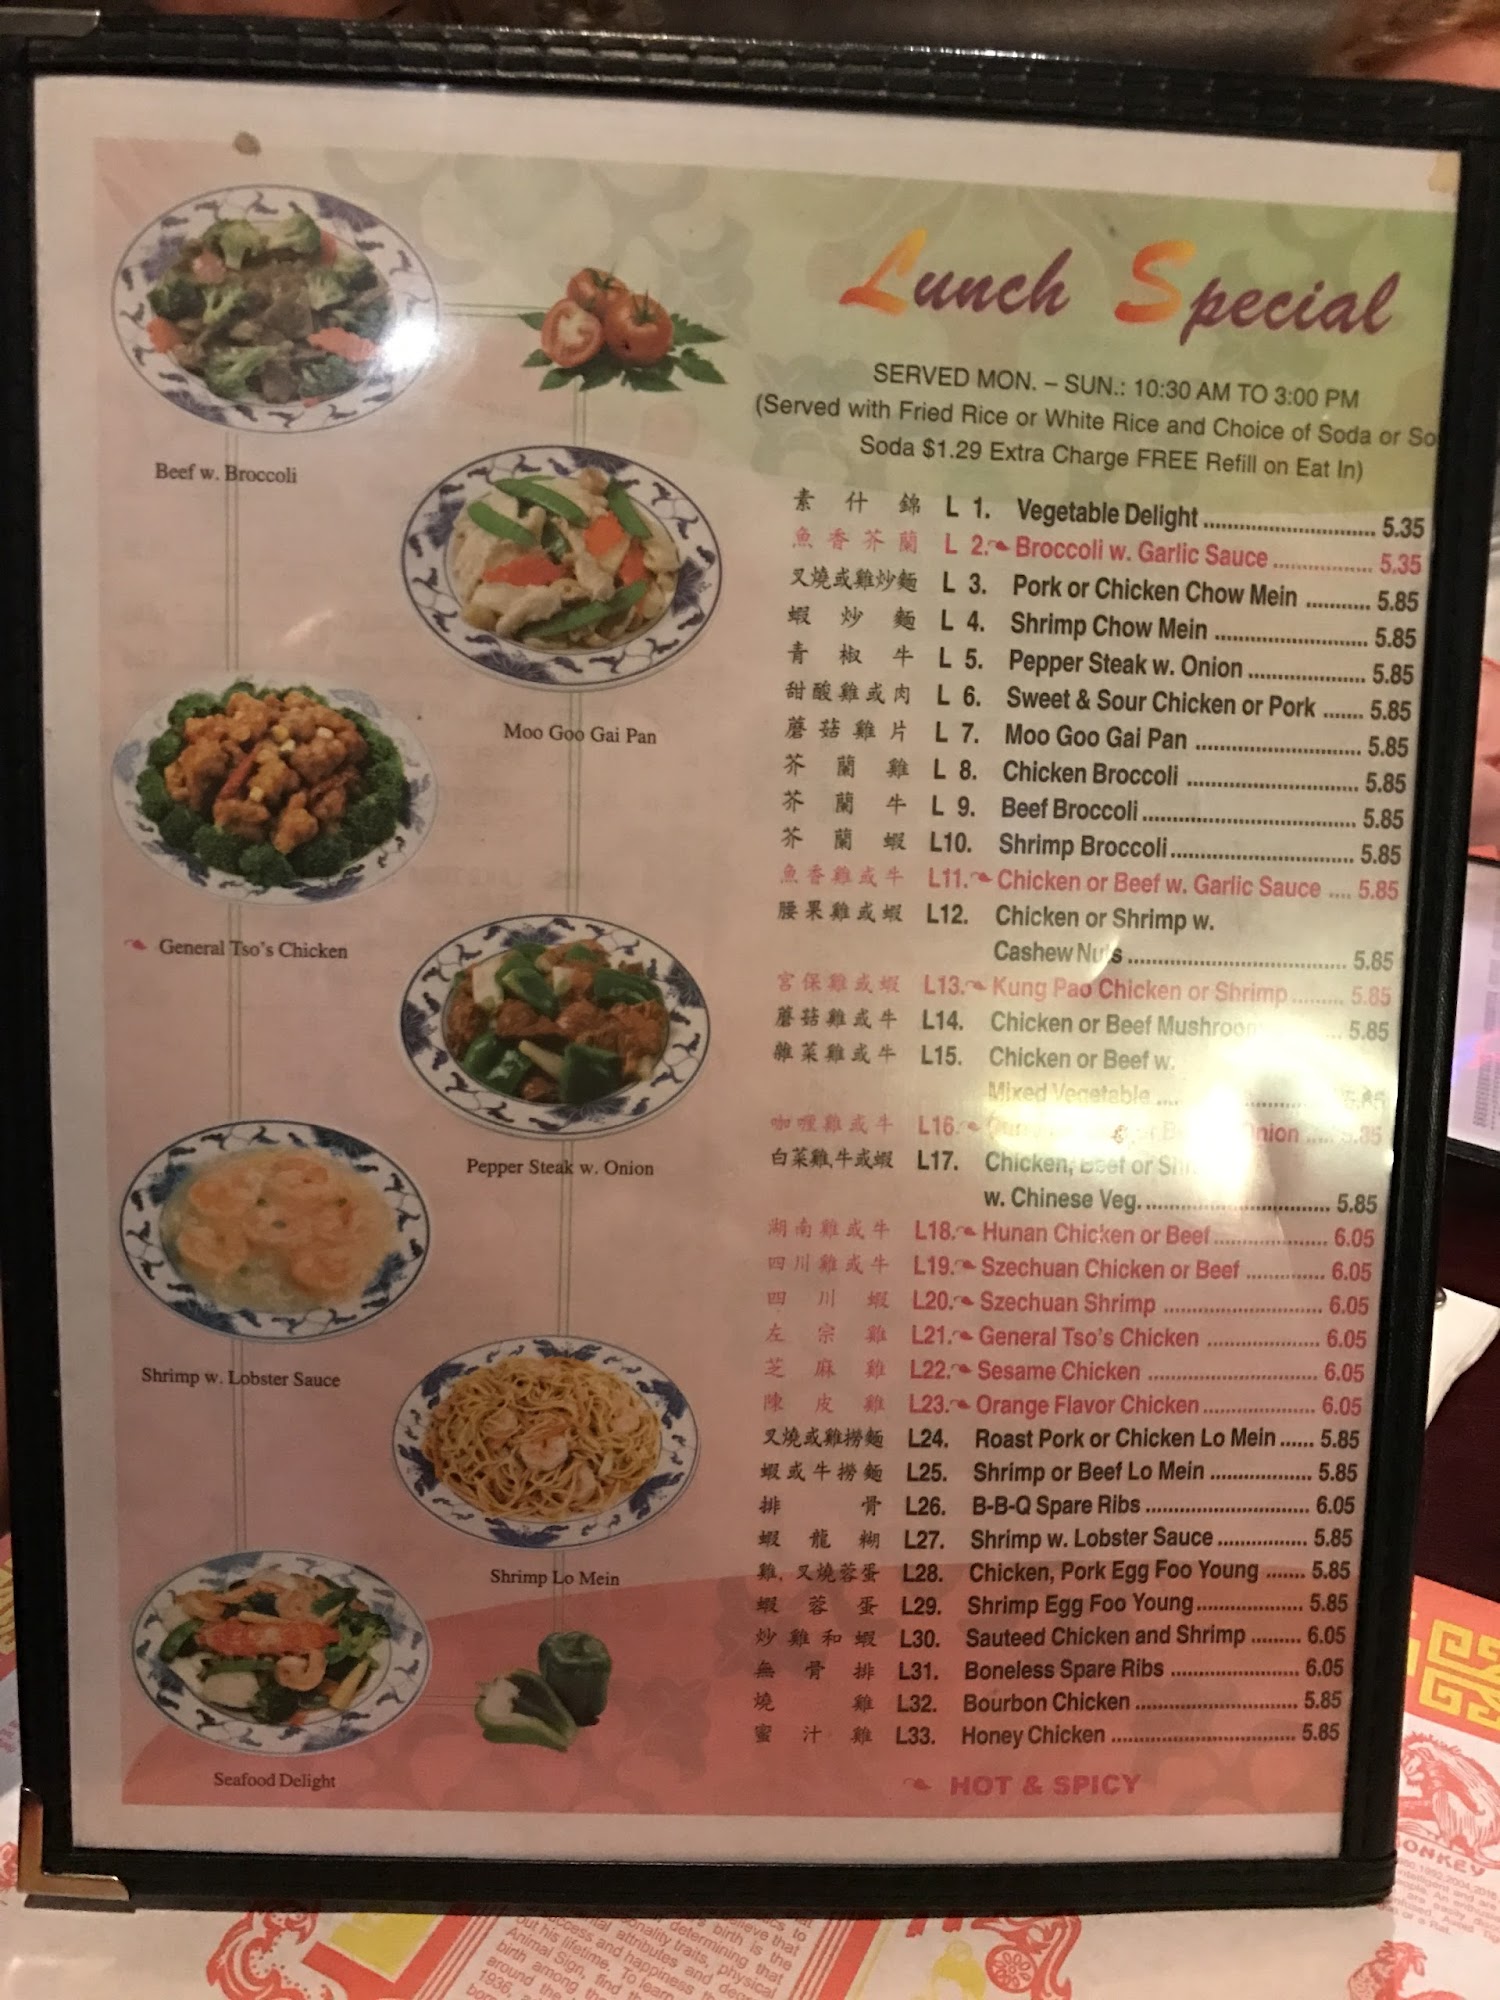 Lunch Special
SERVED MON. – SUN.: 10:30 AM TO 3:00 PM
(Served with Fried Rice or White Rice and Choice of Soda or
Soda $1.29 Extra Charge FREE Refill on Eat In)
素什錦 L 1. Vegetable Delight 5.35
魚香芥蘭 L 2. Broccoli w. Garlic Sauce 5.35
叉燒或雞炒麵 L 3. Pork or Chicken Chow Mein 5.85
蝦炒麵 L 4. Shrimp Chow Mein 5.85
青椒牛 L 5. Pepper Steak w. Onion 5.85
甜酸雞或肉 L 6. Sweet & Sour Chicken or Pork 5.85
蘑菇雞片 L 7. Moo Goo Gai Pan 5.85
芥蘭雞 L 8. Chicken Broccoli 5.85
芥蘭牛 L 9. Beef Broccoli 5.85
芥蘭蝦 L10. Shrimp Broccoli 5.85
魚香雞或牛 L11. Chicken or Beef w. Garlic Sauce 5.85
腰果雞或蝦 L12. Chicken or Shrimp w.
Cashew Nuts 5.85
宮保雞或蝦 L13. Kung Pao Chicken or Shrimp 5.85
蘑菇雞或牛 L14. Chicken or Beef Mushroom 5.85
雜菜雞或牛 L15. Chicken or Beef w.
Mixed Vegetable 5.85
咖喱雞或牛 L16. Onion 5.85
白菜雞,牛或蝦 L17. Chicken, Beef or
w. Chinese Veg. 5.85
湖南雞或牛 L18. Hunan Chicken or Beef 6.05
四川雞或牛 L19. Szechuan Chicken or Beef 6.05
四川蝦 L20. Szechuan Shrimp 6.05
左宗雞 L21. General Tso's Chicken 6.05
芝麻雞 L22. Sesame Chicken 6.05
陳皮雞 L23. Orange Flavor Chicken 6.05
叉燒或雞撈麵 L24. Roast Pork or Chicken Lo Mein 5.85
蝦或牛撈麵 L25. Shrimp or Beef Lo Mein 5.85
排骨 L26. B-B-Q Spare Ribs 6.05
蝦龍糊 L27. Shrimp w. Lobster Sauce 5.85
雞, 叉燒蓉蛋 L28. Chicken, Pork Egg Foo Young 5.85
蝦蓉蛋 L29. Shrimp Egg Foo Young 5.85
炒雞和蝦 L30. Sauteed Chicken and Shrimp 6.05
無骨排 L31. Boneless Spare Ribs 6.05
燒雞 L32. Bourbon Chicken 5.85
蜜汁雞 L33. Honey Chicken 5.85
HOT & SPICY
Beef w. Broccoli
Moo Goo Gai Pan
General Tso's Chicken
Pepper Steak w. Onion
Shrimp w. Lobster Sauce
Shrimp Lo Mein
Seafood Delight